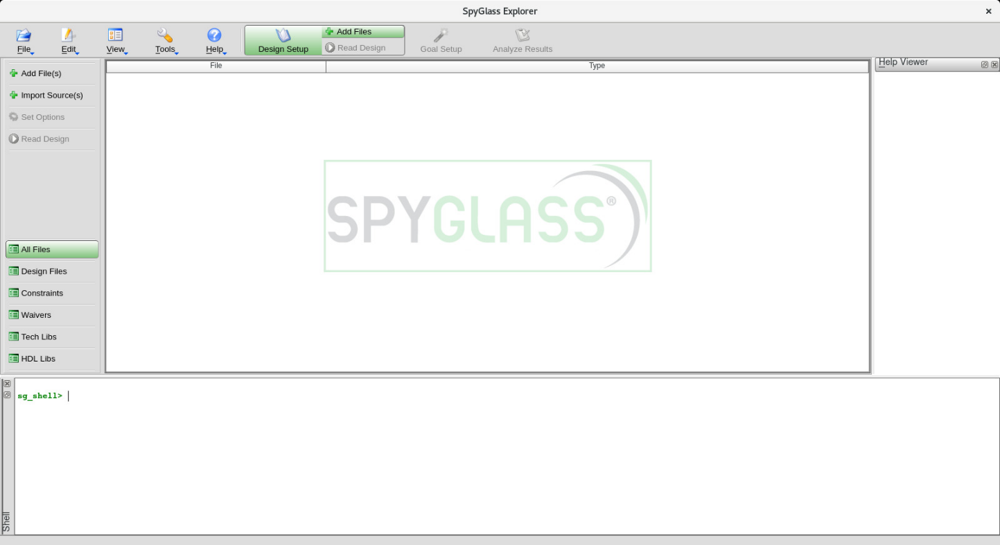 SpyGlass Explorer
File
Edit
View
Tools
Help
Design Setup
Add Files
Read Design
Goal Setup
Analyze Results
Add File(s)
Import Source(s)
Set Options
Read Design
All Files
Design Files
Constraints
Waivers
Tech Libs
HDL Libs
File Type
SPYGLASS®
Help Viewer
sg_shell>
Shell